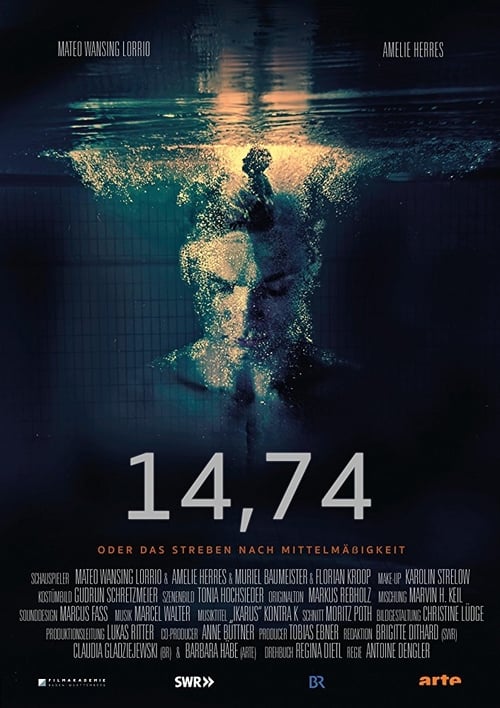 MATEO WANSING LORRIO
AMELIE HERRES
14,74
ODER DAS STREBEN NACH MITTELMÄßIGKEIT
SCHAUSPIELER MATEO WANSING LORRIO & AMELIE HERRES & MURIEL BAUMEISTER & FLORIAN KROOP MAKE-UP KAROLIN STRELOW
KOSTÜMBILD GUDRUN SCHRETZMEIER SZENENBILD TONIA HOCHSIEDER ORIGINALTON MARKUS REBHOLZ MISCHUNG MARVIN H. KEIL
SOUNDDESIGN MARCUS FASS MUSIK MARCEL WALTER MUSIKTITEL „IKARUS" KONTRA K SCHNITT MORITZ POTH BILDGESTALTUNG CHRISTINE LÜDGE
PRODUKTIONSLEITUNG LUKAS RITTER CO-PRODUCER ANNE BÜTTNER PRODUCER TOBIAS EBNER REDAKTION BRIGITTE DITHARD (SWR)
CLAUDIA GLADZIEJEWSKI (BR) & BARBARA HÄBE (ARTE) DREHBUCH REGINA DIETL REGIE ANTOINE DENGLER
FILMAKADEMIE
BADEN-WÜRTTEMBERG
SWR
BR
arte